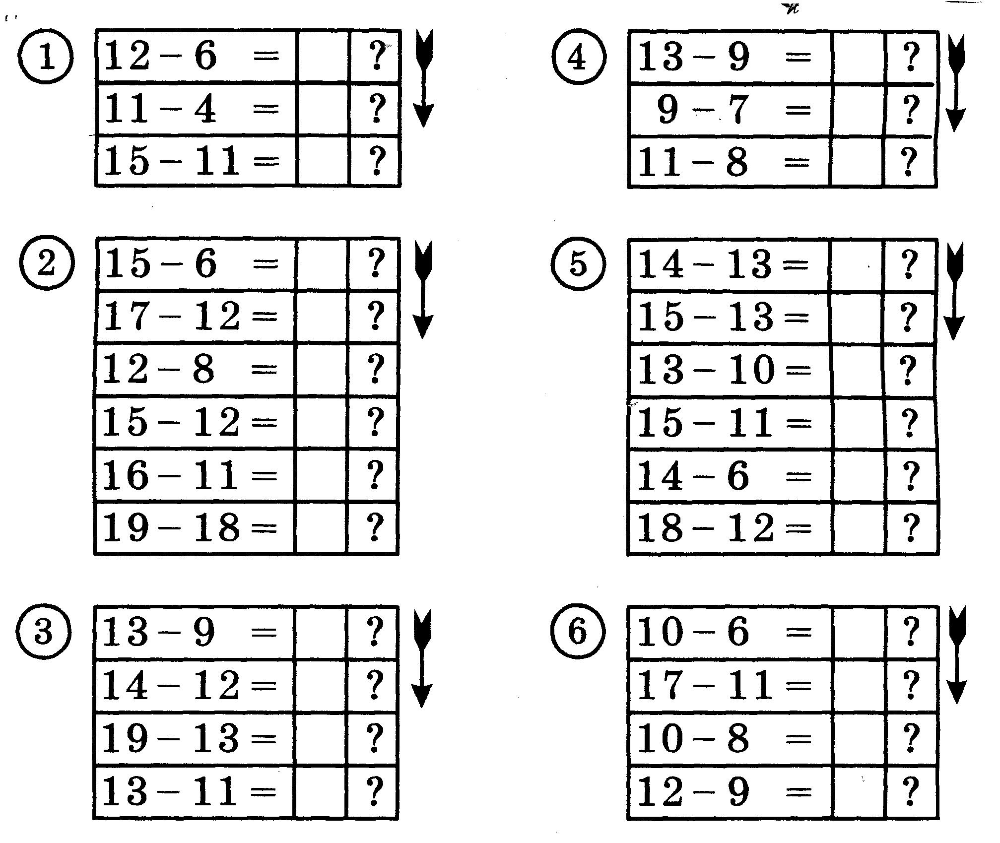 1
12 − 6 = ?
11 − 4 = ?
15 − 11 = ?
2
15 − 6 = ?
17 − 12 = ?
12 − 8 = ?
15 − 12 = ?
16 − 11 = ?
19 − 18 = ?
3
13 − 9 = ?
14 − 12 = ?
19 − 13 = ?
13 − 11 = ?
4
13 − 9 = ?
9 − 7 = ?
11 − 8 = ?
5
14 − 13 = ?
15 − 13 = ?
13 − 10 = ?
15 − 11 = ?
14 − 6 = ?
18 − 12 = ?
6
10 − 6 = ?
17 − 11 = ?
10 − 8 = ?
12 − 9 = ?